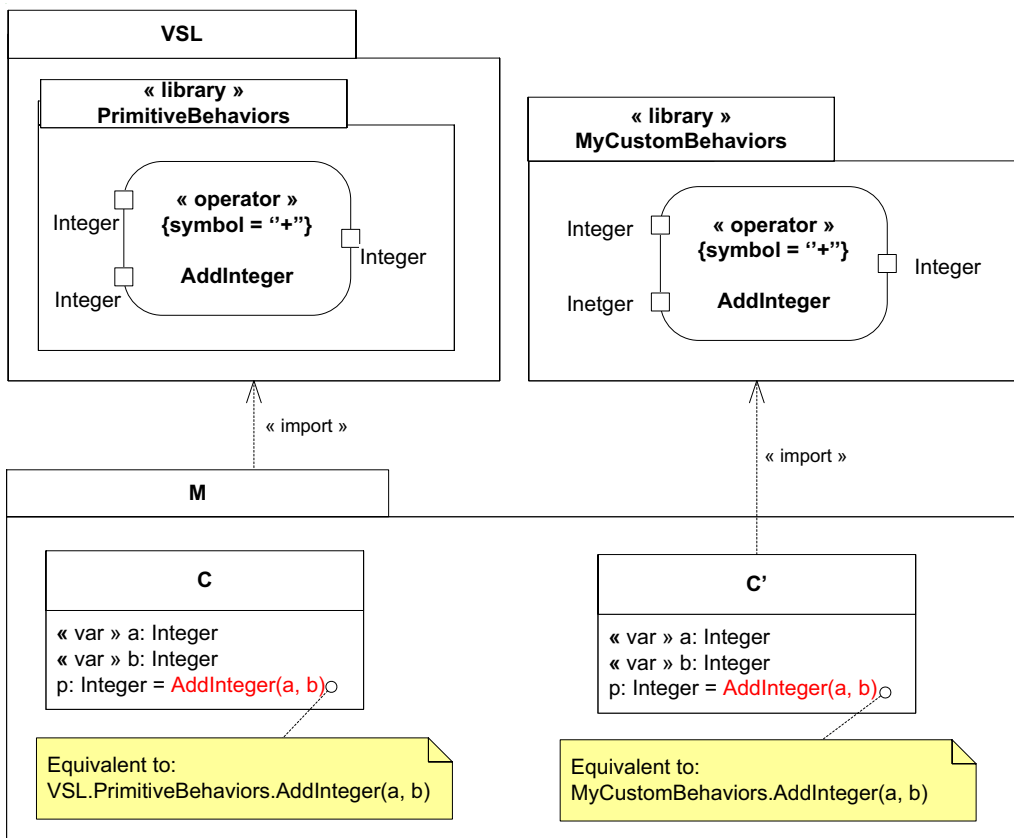 VSL
« library »
PrimitiveBehaviors
« operator »
{symbol = ‘’+’’}
AddInteger
Integer
Integer
Integer
« library »
MyCustomBehaviors
« operator »
{symbol = ‘’+’’}
AddInteger
Integer
Inetger
Integer
« import »
« import »
M
C
« var » a: Integer
« var » b: Integer
p: Integer = AddInteger(a, b)
Equivalent to:
VSL.PrimitiveBehaviors.AddInteger(a, b)
C’
« var » a: Integer
« var » b: Integer
p: Integer = AddInteger(a, b)
Equivalent to:
MyCustomBehaviors.AddInteger(a, b)